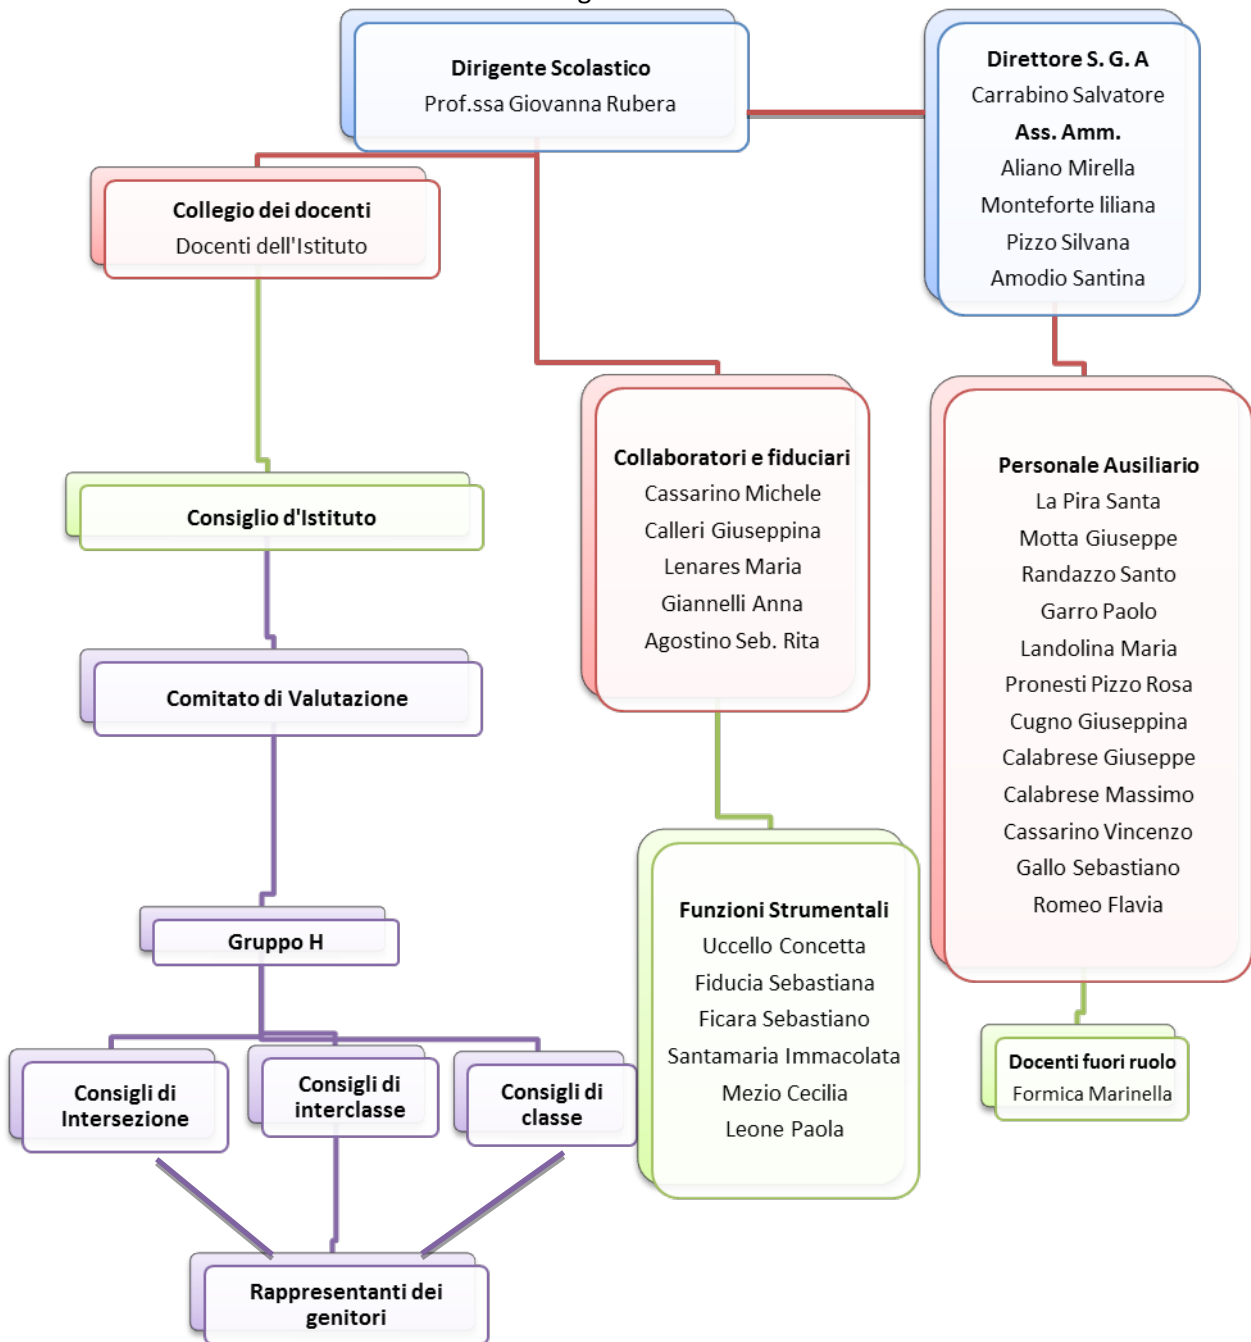 Dirigente Scolastico
Prof.ssa Giovanna Rubera
Direttore S. G. A
Carrabino Salvatore
Ass. Amm.
Aliano Mirella
Monteforte liliana
Pizzo Silvana
Amodio Santina
Collegio dei docenti
Docenti dell'Istituto
Consiglio d'Istituto
Comitato di Valutazione
Gruppo H
Consigli di
Intersezione
Consigli di
interclasse
Consigli di
classe
Rappresentanti dei
genitori
Collaboratori e fiduciari
Cassarino Michele
Calleri Giuseppina
Lenares Maria
Giannelli Anna
Agostino Seb. Rita
Funzioni Strumentali
Uccello Concetta
Fiducia Sebastiana
Ficara Sebastiano
Santamaria Immacolata
Mezio Cecilia
Leone Paola
Personale Ausiliario
La Pira Santa
Motta Giuseppe
Randazzo Santo
Garro Paolo
Landolina Maria
Pronesti Pizzo Rosa
Cugno Giuseppina
Calabrese Giuseppe
Calabrese Massimo
Cassarino Vincenzo
Gallo Sebastiano
Romeo Flavia
Docenti fuori ruolo
Formica Marinella